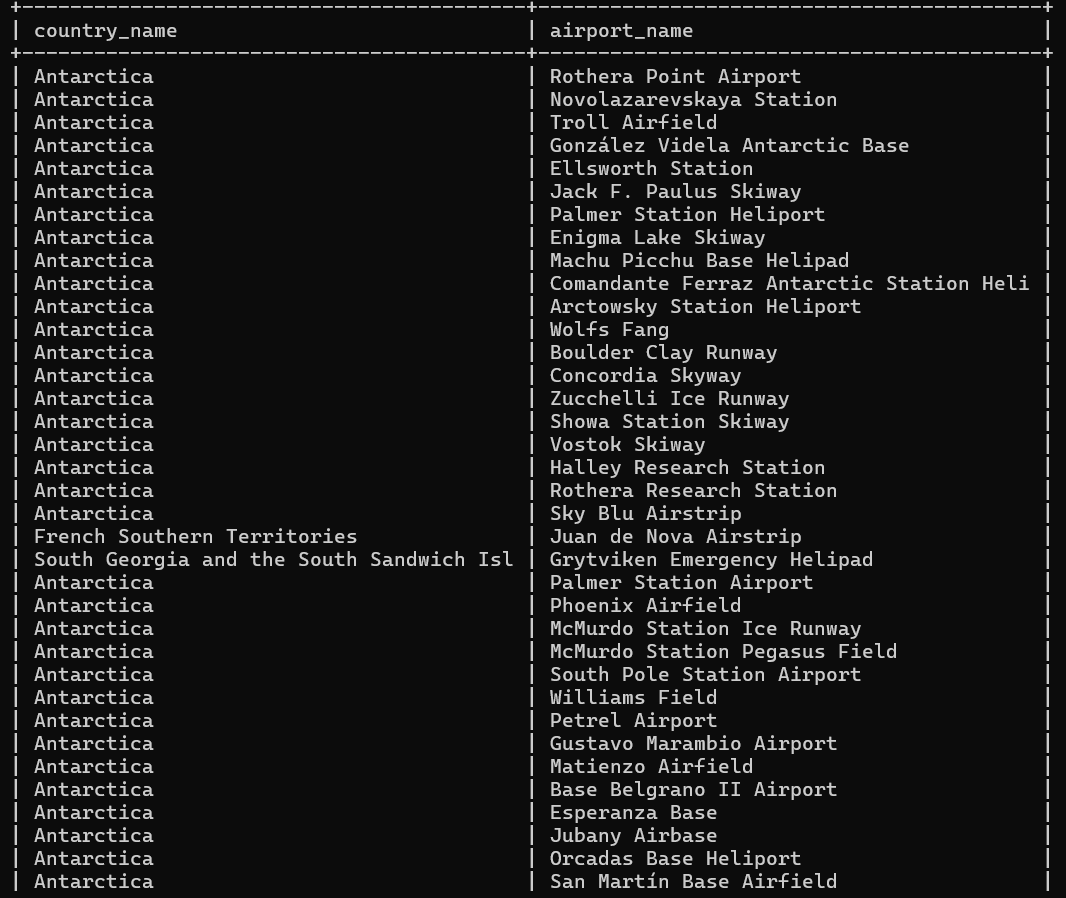 +------------------------------------------+------------------------------------------+
| country_name                             | airport_name                             |
+------------------------------------------+------------------------------------------+
| Antarctica                               | Rothera Point Airport                    |
| Antarctica                               | Novolazarevskaya Station                 |
| Antarctica                               | Troll Airfield                           |
| Antarctica                               | González Videla Antarctic Base           |
| Antarctica                               | Ellsworth Station                        |
| Antarctica                               | Jack F. Paulus Skiway                    |
| Antarctica                               | Palmer Station Heliport                  |
| Antarctica                               | Enigma Lake Skiway                       |
| Antarctica                               | Machu Picchu Base Helipad                |
| Antarctica                               | Comandante Ferraz Antarctic Station Heli |
| Antarctica                               | Arctowsky Station Heliport               |
| Antarctica                               | Wolfs Fang                               |
| Antarctica                               | Boulder Clay Runway                      |
| Antarctica                               | Concordia Skyway                         |
| Antarctica                               | Zucchelli Ice Runway                     |
| Antarctica                               | Showa Station Skiway                     |
| Antarctica                               | Vostok Skiway                            |
| Antarctica                               | Halley Research Station                  |
| Antarctica                               | Rothera Research Station                 |
| Antarctica                               | Sky Blu Airstrip                         |
| French Southern Territories              | Juan de Nova Airstrip                    |
| South Georgia and the South Sandwich Isl | Grytviken Emergency Helipad              |
| Antarctica                               | Palmer Station Airport                   |
| Antarctica                               | Phoenix Airfield                         |
| Antarctica                               | McMurdo Station Ice Runway               |
| Antarctica                               | McMurdo Station Pegasus Field            |
| Antarctica                               | South Pole Station Airport               |
| Antarctica                               | Williams Field                           |
| Antarctica                               | Petrel Airport                           |
| Antarctica                               | Gustavo Marambio Airport                 |
| Antarctica                               | Matienzo Airfield                        |
| Antarctica                               | Base Belgrano II Airport                 |
| Antarctica                               | Esperanza Base                           |
| Antarctica                               | Jubany Airbase                           |
| Antarctica                               | Orcadas Base Heliport                    |
| Antarctica                               | San Martín Base Airfield                 |